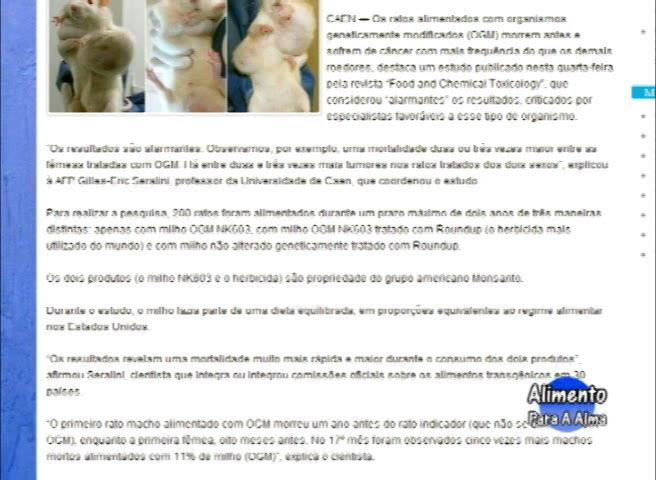 CAEN — Os ratos alimentados com organismos
geneticamente modificados (OGM) morrem antes e
sofrem de câncer com mais frequência do que os demais
roedores, destaca um estudo publicado nesta quarta-feira
pela revista "Food and Chemical Toxicology", que
considerou "alarmantes" os resultados, criticados por
especialistas favoráveis a esse tipo de organismo.
M
"Os resultados são alarmantes. Observamos, por exemplo, uma mortalidade duas ou três vezes maior entre as
fêmeas tratadas com OGM. Há entre duas e três vezes mais tumores nos ratos tratados dos dois sexos", explicou
à AFP Gilles-Eric Seralini, professor da Universidade de Caen, que coordenou o estudo.
Para realizar a pesquisa, 200 ratos foram alimentados durante um prazo máximo de dois anos de três maneiras
distintas: apenas com milho OGM NK603, com milho OGM NK603 tratado com Roundup (o herbicida mais
utilizado do mundo) e com milho não alterado geneticamente tratado com Roundup.
Os dois produtos (o milho NK603 e o herbicida) são propriedade do grupo americano Monsanto.
Durante o estudo, o milho fazia parte de uma dieta equilibrada, em proporções equivalentes ao regime alimentar
nos Estados Unidos.
"Os resultados revelam uma mortalidade muito mais rápida e maior durante o consumo dos dois produtos",
afirmou Seralini, cientista que integra ou integrou comissões oficiais sobre os alimentos transgênicos em 30
países.
"O primeiro rato macho alimentado com OGM morreu um ano antes do rato indicador (que não se
OGM), enquanto a primeira fêmea, oito meses antes. No 17º mês foram observados cinco vezes mais machos
mortos alimentados com 11% de milho (OGM)", explica o cientista.
Alimento
Para A Alma